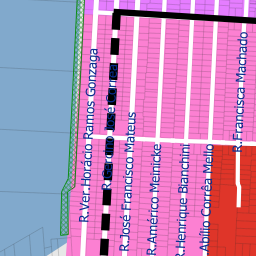 R.Ver.Horácio Ramos Gonzaga
R.José Francisco Mateus
R.Américo Meinicke
R.Henrique Bianchini
Abílio Corrêa Mello
R.Francisca Machado